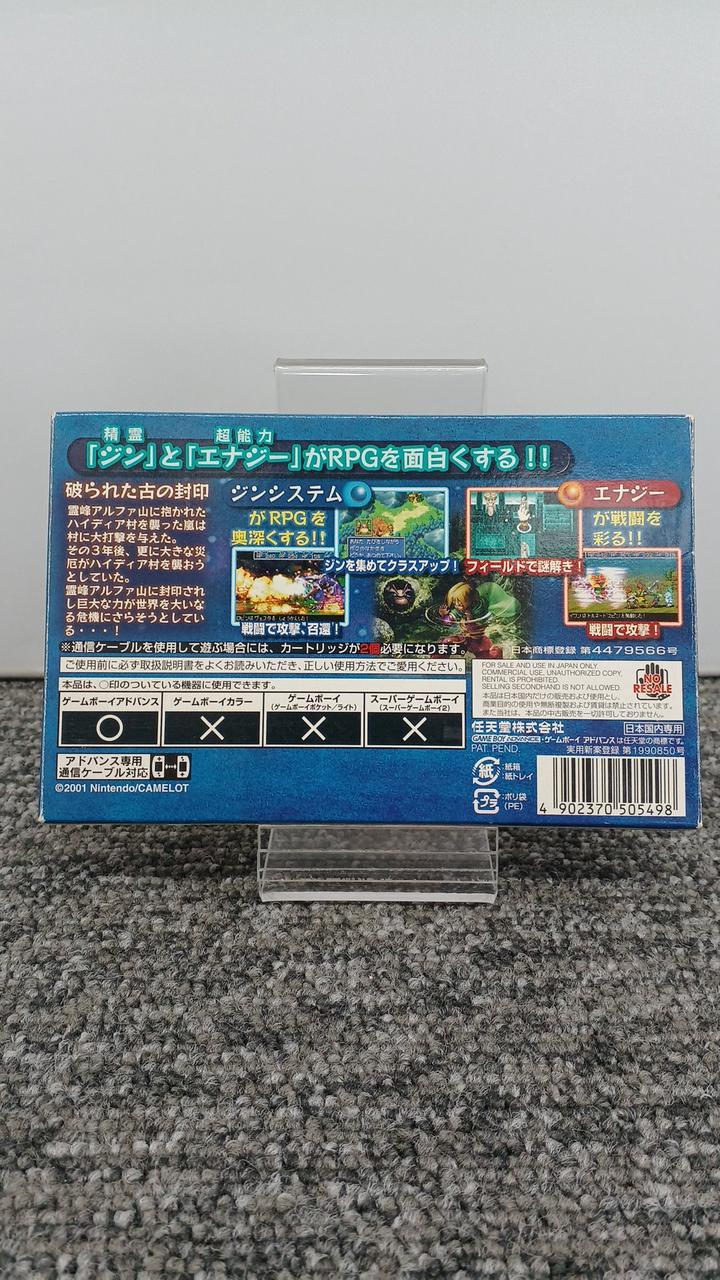 精霊 超能力
「ジン」と「エナジー」がRPGを面白くする!!
破られた古の封印
霊峰アルファ山に抱かれた
ハイディア村を襲った嵐は
村に大打撃を与えた。
その3年後、更に大きな災
厄がハイディア村を襲おう
としていた。
霊峰アルファ山に封印され
し巨大な力が世界を大いな
る危機にさらそうとしてい
る・・・!
ジンシステム
がRPGを
奥深くする!!
ジンを集めてクラスアップ!
戦闘で攻撃、召還!
エナジー
が戦闘を
彩る!!
フィールドで謎解き!
戦闘で攻撃!
※通信ケーブルを使用して遊ぶ場合には、カートリッジが2個必要になります。
日本商標登録 第4479566号
ご使用前に必ず取扱説明書をよくお読みいただき、正しい使用方法でご愛用ください。
本品は、○印のついている機器に使用できます。
ゲームボーイアドバンス
○
ゲームボーイカラー
×
ゲームボーイ
(ゲームボーイポケット/ライト)
×
スーパーゲームボーイ
(スーパーゲームボーイ2)
×
アドバンス専用
通信ケーブル対応
©2001 Nintendo/CAMELOT
FOR SALE AND USE IN JAPAN ONLY.
COMMERCIAL USE, UNAUTHORIZED COPY,
RENTAL IS PROHIBITED.
SELLING SECONDHAND IS NOT ALLOWED.
本品は日本国内だけの販売および使用とし、
商業目的の使用や無断複製および賃貸は禁止されています。
また当社は、本品の中古販売を一切許可しておりません。
NO
RESALE
任天堂株式会社
日本国内専用
GAME BOY ADVANCE・ゲームボーイ アドバンスは任天堂の商標です。
PAT. PEND
実用新案登録 第1990850号
紙
:紙箱
:紙トレイ
プラ
:ポリ袋
(PE)
4 902370 505498